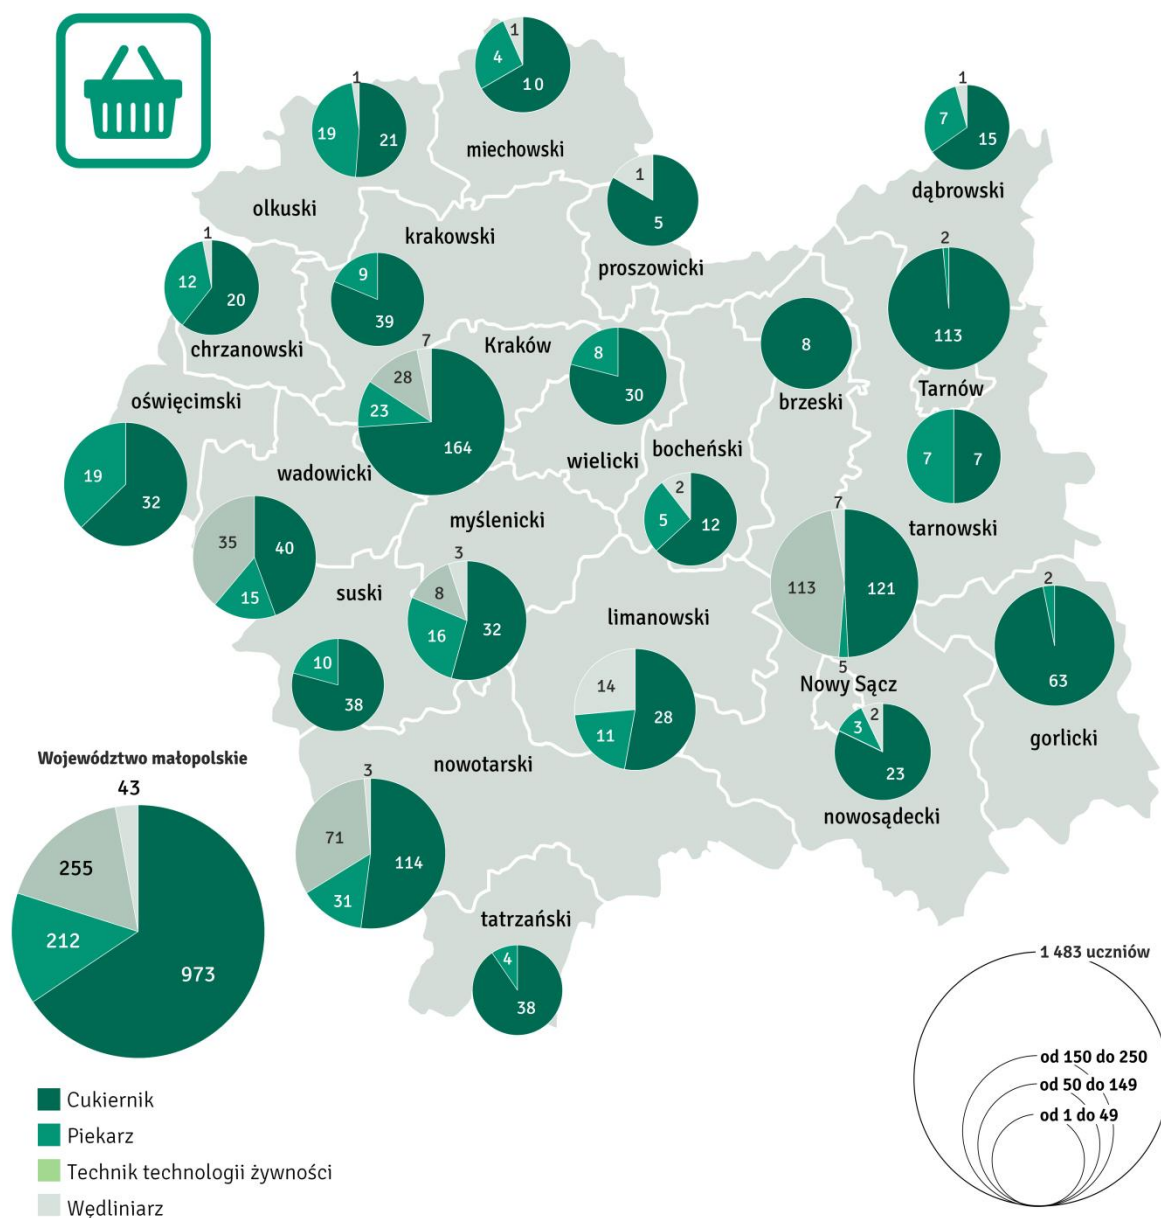 1
4
10
miechowski
1
19
21
olkuski
1
7
15
dąbrowski
1
5
proszowicki
krakowski
9
39
1
12
20
chrzanowski
2
113
Tarnów
8
brzeski
Kraków
7
28
23
164
8
30
wielicki
oświęcimski
19
32
wadowicki
35
40
15
bocheński
2
5
12
7
7
tarnowski
myślenicki
3
8
16
32
7
113
121
5
Nowy Sącz
suski
10
38
limanowski
14
28
11
2
63
gorlicki
2
3
23
nowosądecki
nowotarski
3
71
114
31
tatrzański
4
38
Województwo małopolskie
43
255
212
973
Cukiernik
Piekarz
Technik technologii żywności
Wędliniarz
1 483 uczniów
od 150 do 250
od 50 do 149
od 1 do 49